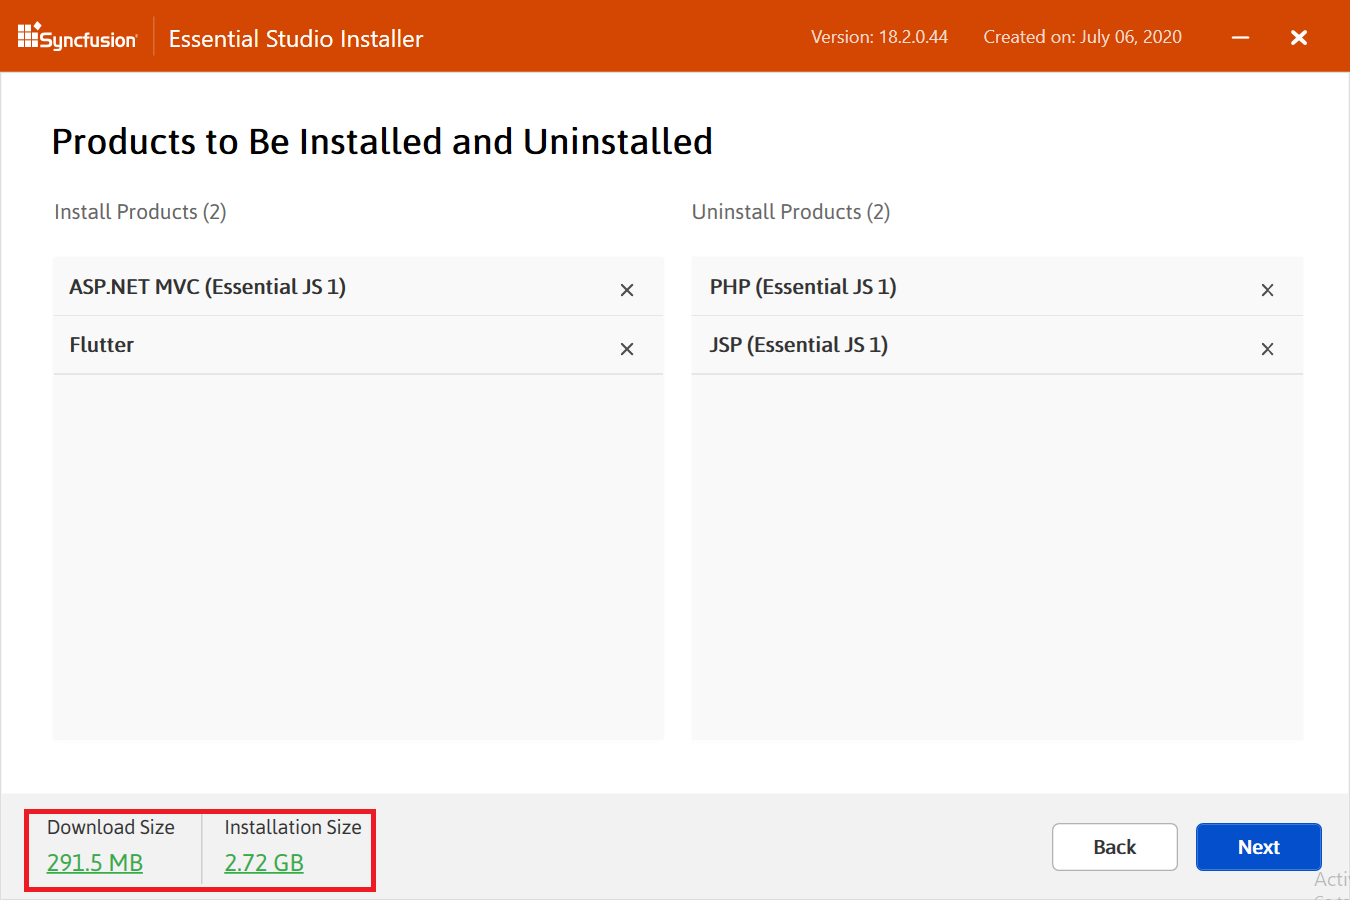 Syncfusion
Essential Studio Installer
Version: 18.2.0.44
Created on: July 06, 2020
Products to Be Installed and Uninstalled
Install Products (2)
Uninstall Products (2)
ASP.NET MVC (Essential JS 1)
PHP (Essential JS 1)
Flutter
JSP (Essential JS 1)
Download Size
Installation Size
291.5 MB
2.72 GB
Back
Next
Acti